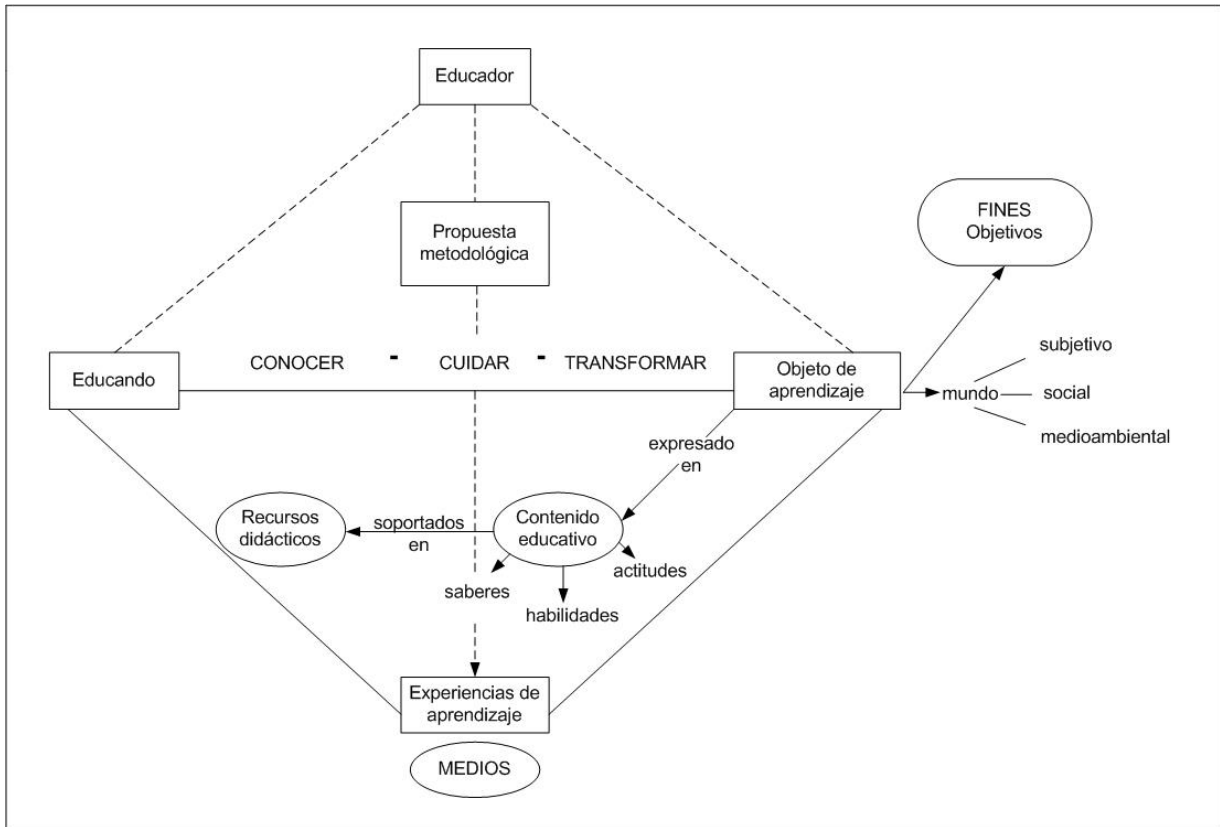 Educador
Propuesta
metodológica
FINES
Objetivos
Educando
CONOCER - CUIDAR - TRANSFORMAR
Objeto de
aprendizaje
mundo
subjetivo
social
medioambiental
expresado
en
Recursos
didácticos
soportados
en
Contenido
educativo
saberes
habilidades
actitudes
Experiencias de
aprendizaje
MEDIOS